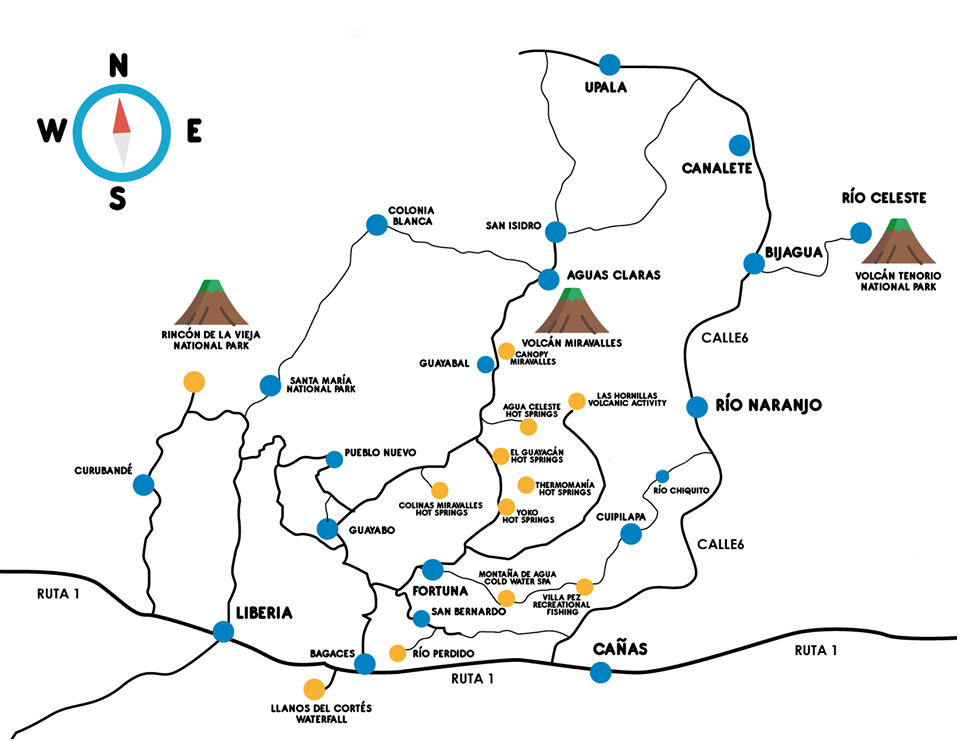 N
W
E
S
UPALA
CANALETE
RÍO CELESTE
COLONIA
BLANCA
SAN ISIDRO
BIJAGUA
AGUAS CLARAS
VOLCÁN TENORIO
NATIONAL PARK
RINCÓN DE LA VIEJA
NATIONAL PARK
VOLCÁN MIRAVALLES
CALLE6
CANOPY
MIRAVALLES
GUAYABAL
SANTA MARÍA
NATIONAL PARK
LAS HORNILLAS
VOLCANIC ACTIVITY
AGUA CELESTE
HOT SPRINGS
RÍO NARANJO
PUEBLO NUEVO
EL GUAYACÁN
HOT SPRINGS
CURUBANDÉ
THERMOMANÍA
HOT SPRINGS
RÍO CHIQUITO
COLINAS MIRAVALLES
HOT SPRINGS
YOKO
HOT SPRINGS
CUIPILAPA
GUAYABO
CALLE6
MONTAÑA DE AGUA
COLD WATER SPA
FORTUNA
RUTA 1
VILLA PEZ
RECREATIONAL
FISHING
LIBERIA
SAN BERNARDO
BAGACES
RÍO PERDIDO
CAÑAS
RUTA 1
RUTA 1
LLANOS DEL CORTÉS
WATERFALL